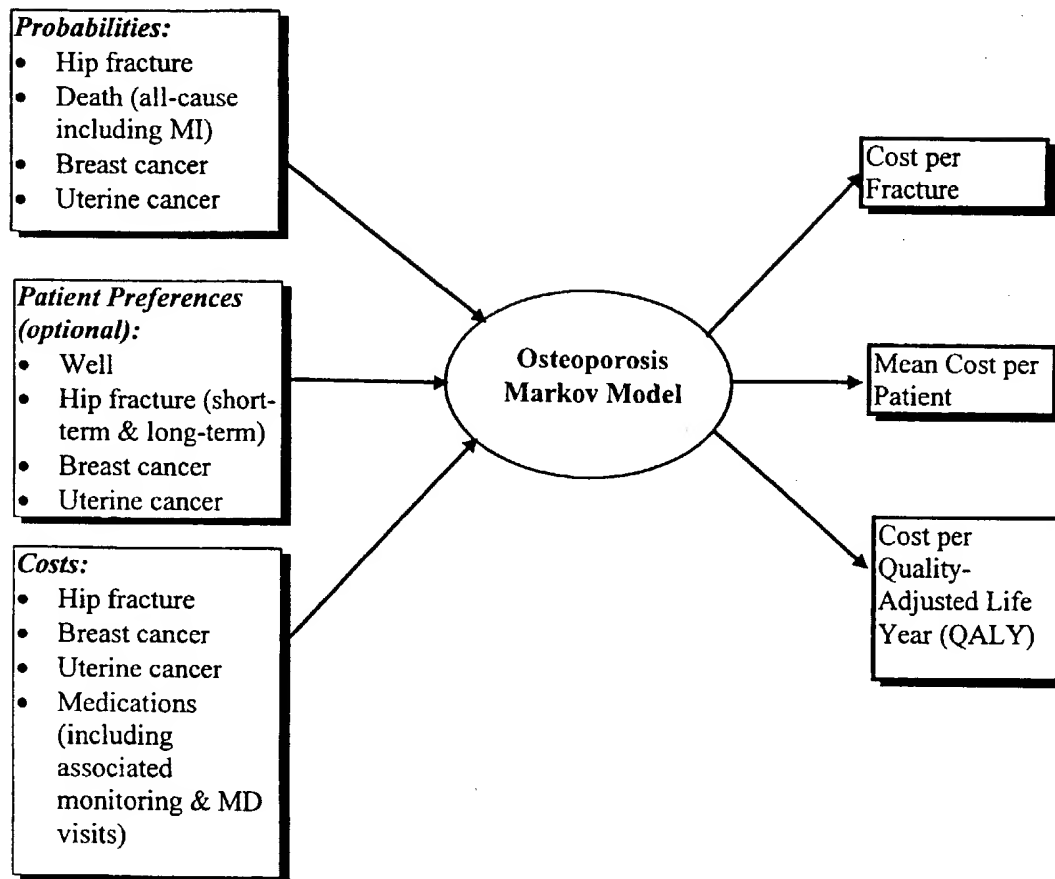 Probabilities:
• Hip fracture
• Death (all-cause
including MI)
• Breast cancer
• Uterine cancer
Patient Preferences
(optional):
• Well
• Hip fracture (short-
term & long-term)
• Breast cancer
• Uterine cancer
Costs:
• Hip fracture
• Breast cancer
• Uterine cancer
• Medications
(including
associated
monitoring & MD
visits)
Osteoporosis
Markov Model
Cost per
Fracture
Mean Cost per
Patient
Cost per
Quality-
Adjusted Life
Year (QALY)